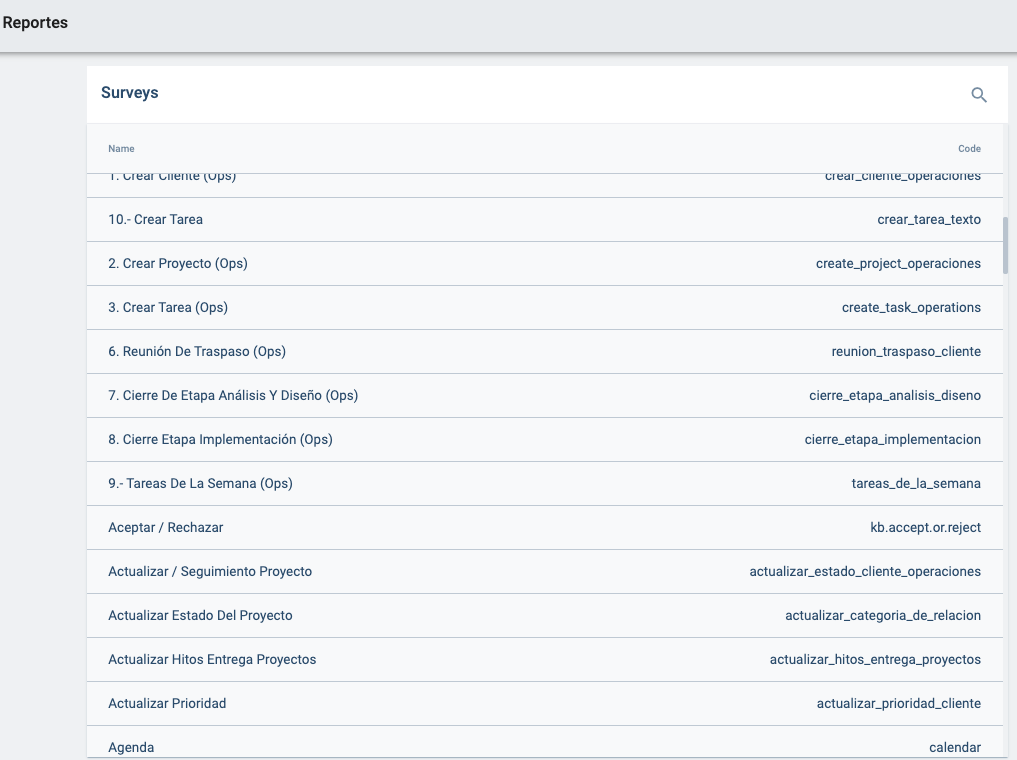 Reportes
Surveys
Name Code
1. Crear Cliente (Ops) crear_cliente_operaciones
10.- Crear Tarea crear_tarea_texto
2. Crear Proyecto (Ops) create_project_operaciones
3. Crear Tarea (Ops) create_task_operations
6. Reunión De Traspaso (Ops) reunion_traspaso_cliente
7. Cierre De Etapa Análisis Y Diseño (Ops) cierre_etapa_analisis_diseno
8. Cierre Etapa Implementación (Ops) cierre_etapa_implementacion
9.- Tareas De La Semana (Ops) tareas_de_la_semana
Aceptar / Rechazar kb.accept.or.reject
Actualizar / Seguimiento Proyecto actualizar_estado_cliente_operaciones
Actualizar Estado Del Proyecto actualizar_categoria_de_relacion
Actualizar Hitos Entrega Proyectos actualizar_hitos_entrega_proyectos
Actualizar Prioridad actualizar_prioridad_cliente
Agenda calendar